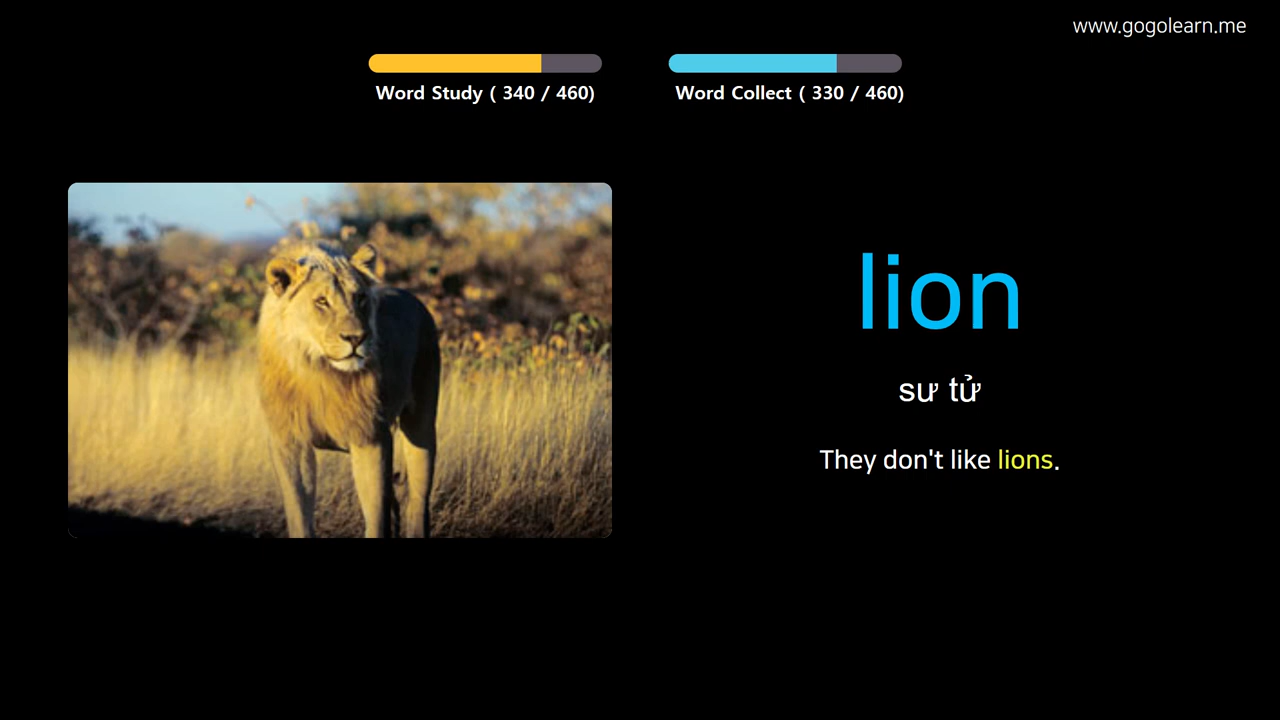 www.gogolearn.me
Word Study ( 340 / 460)
Word Collect ( 330 / 460)
lion
sư tử
They don't like lions.